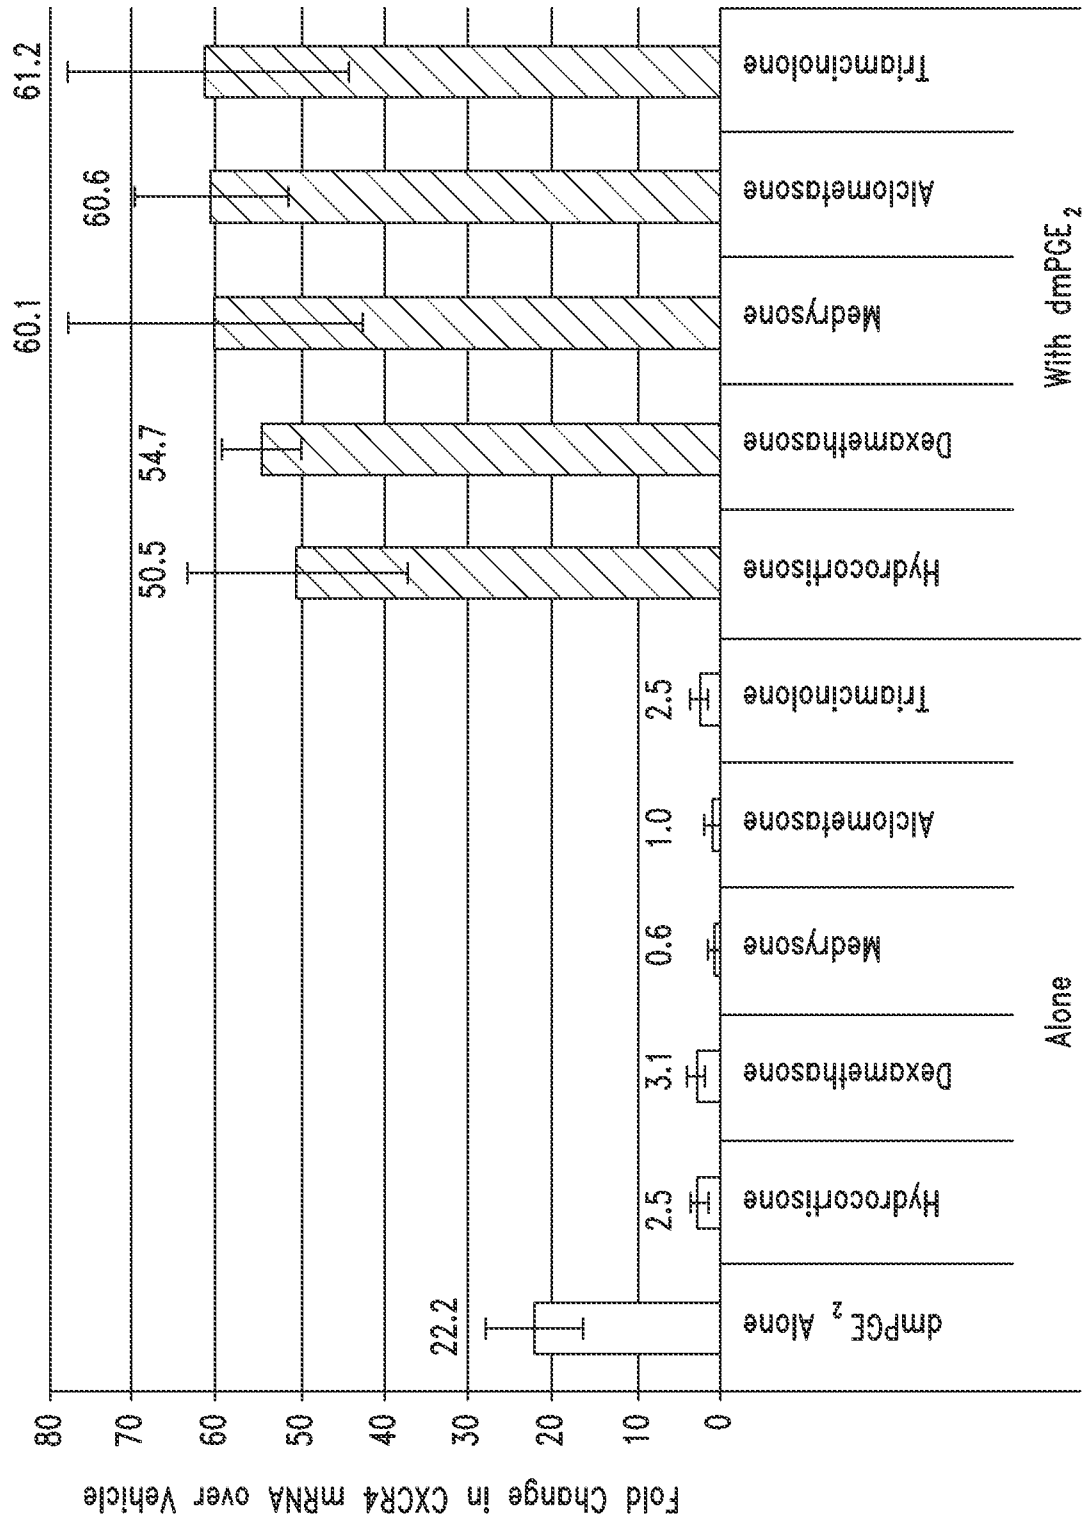 Fold Change in CXCR4 mRNA over Vehicle
80
70
60
50
40
30
20
10
0
22.2
2.5
3.1
0.6
1.0
2.5
50.5
54.7
60.1
60.6
61.2
dmPGE2 Alone
Hydrocortisone
Dexamethasone
Medrysone
Alclometasone
Triamcinolone
Hydrocortisone
Dexamethasone
Medrysone
Alclometasone
Triamcinolone
Alone
With dmPGE2